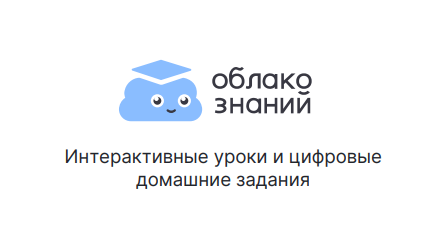 облако
знаний
Интерактивные уроки и цифровые
домашние задания